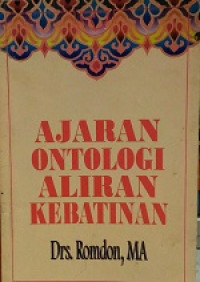 AJARAN
ONTOLOGI
ALIRAN
KEBATINAN
Drs. Romdon, MA